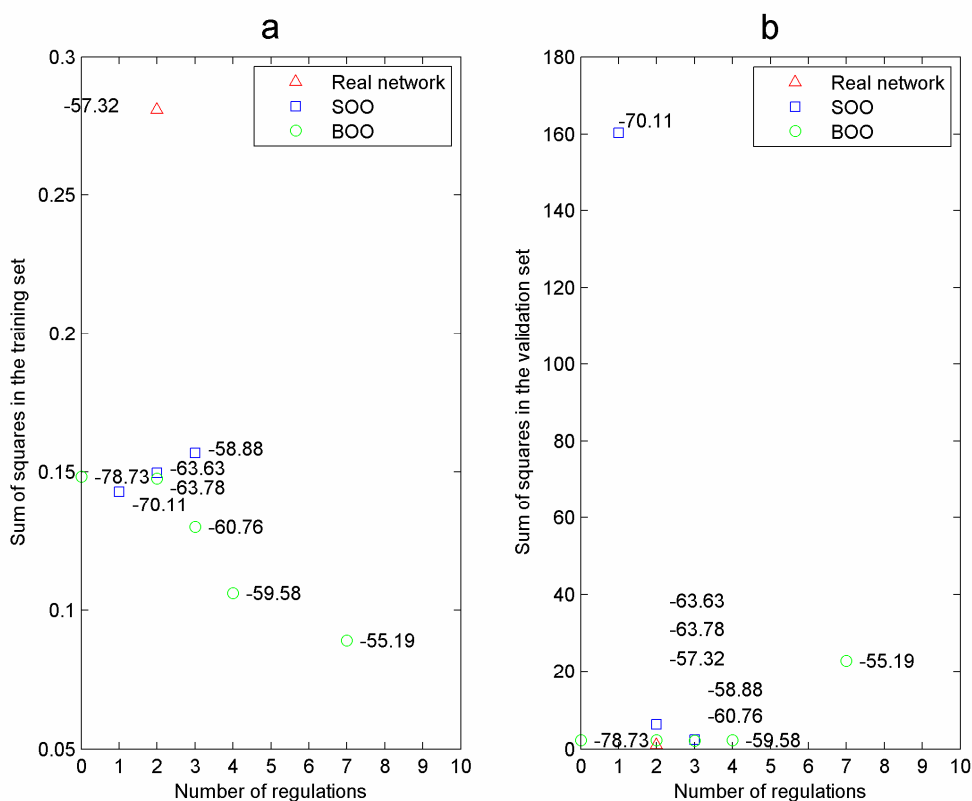 a
0.3
0.25
0.2
0.15
0.1
0.05
Sum of squares in the training set
-57.32
Real network
SOO
BOO
-58.88
-63.63
-78.73
-63.78
-70.11
-60.76
-59.58
-55.19
0 1 2 3 4 5 6 7 8 9 10
Number of regulations
b
180
160
140
120
100
80
60
40
20
0
Sum of squares in the validation set
Real network
SOO
BOO
-70.11
-63.63
-63.78
-57.32
-55.19
-58.88
-60.76
-78.73
-59.58
0 1 2 3 4 5 6 7 8 9 10
Number of regulations